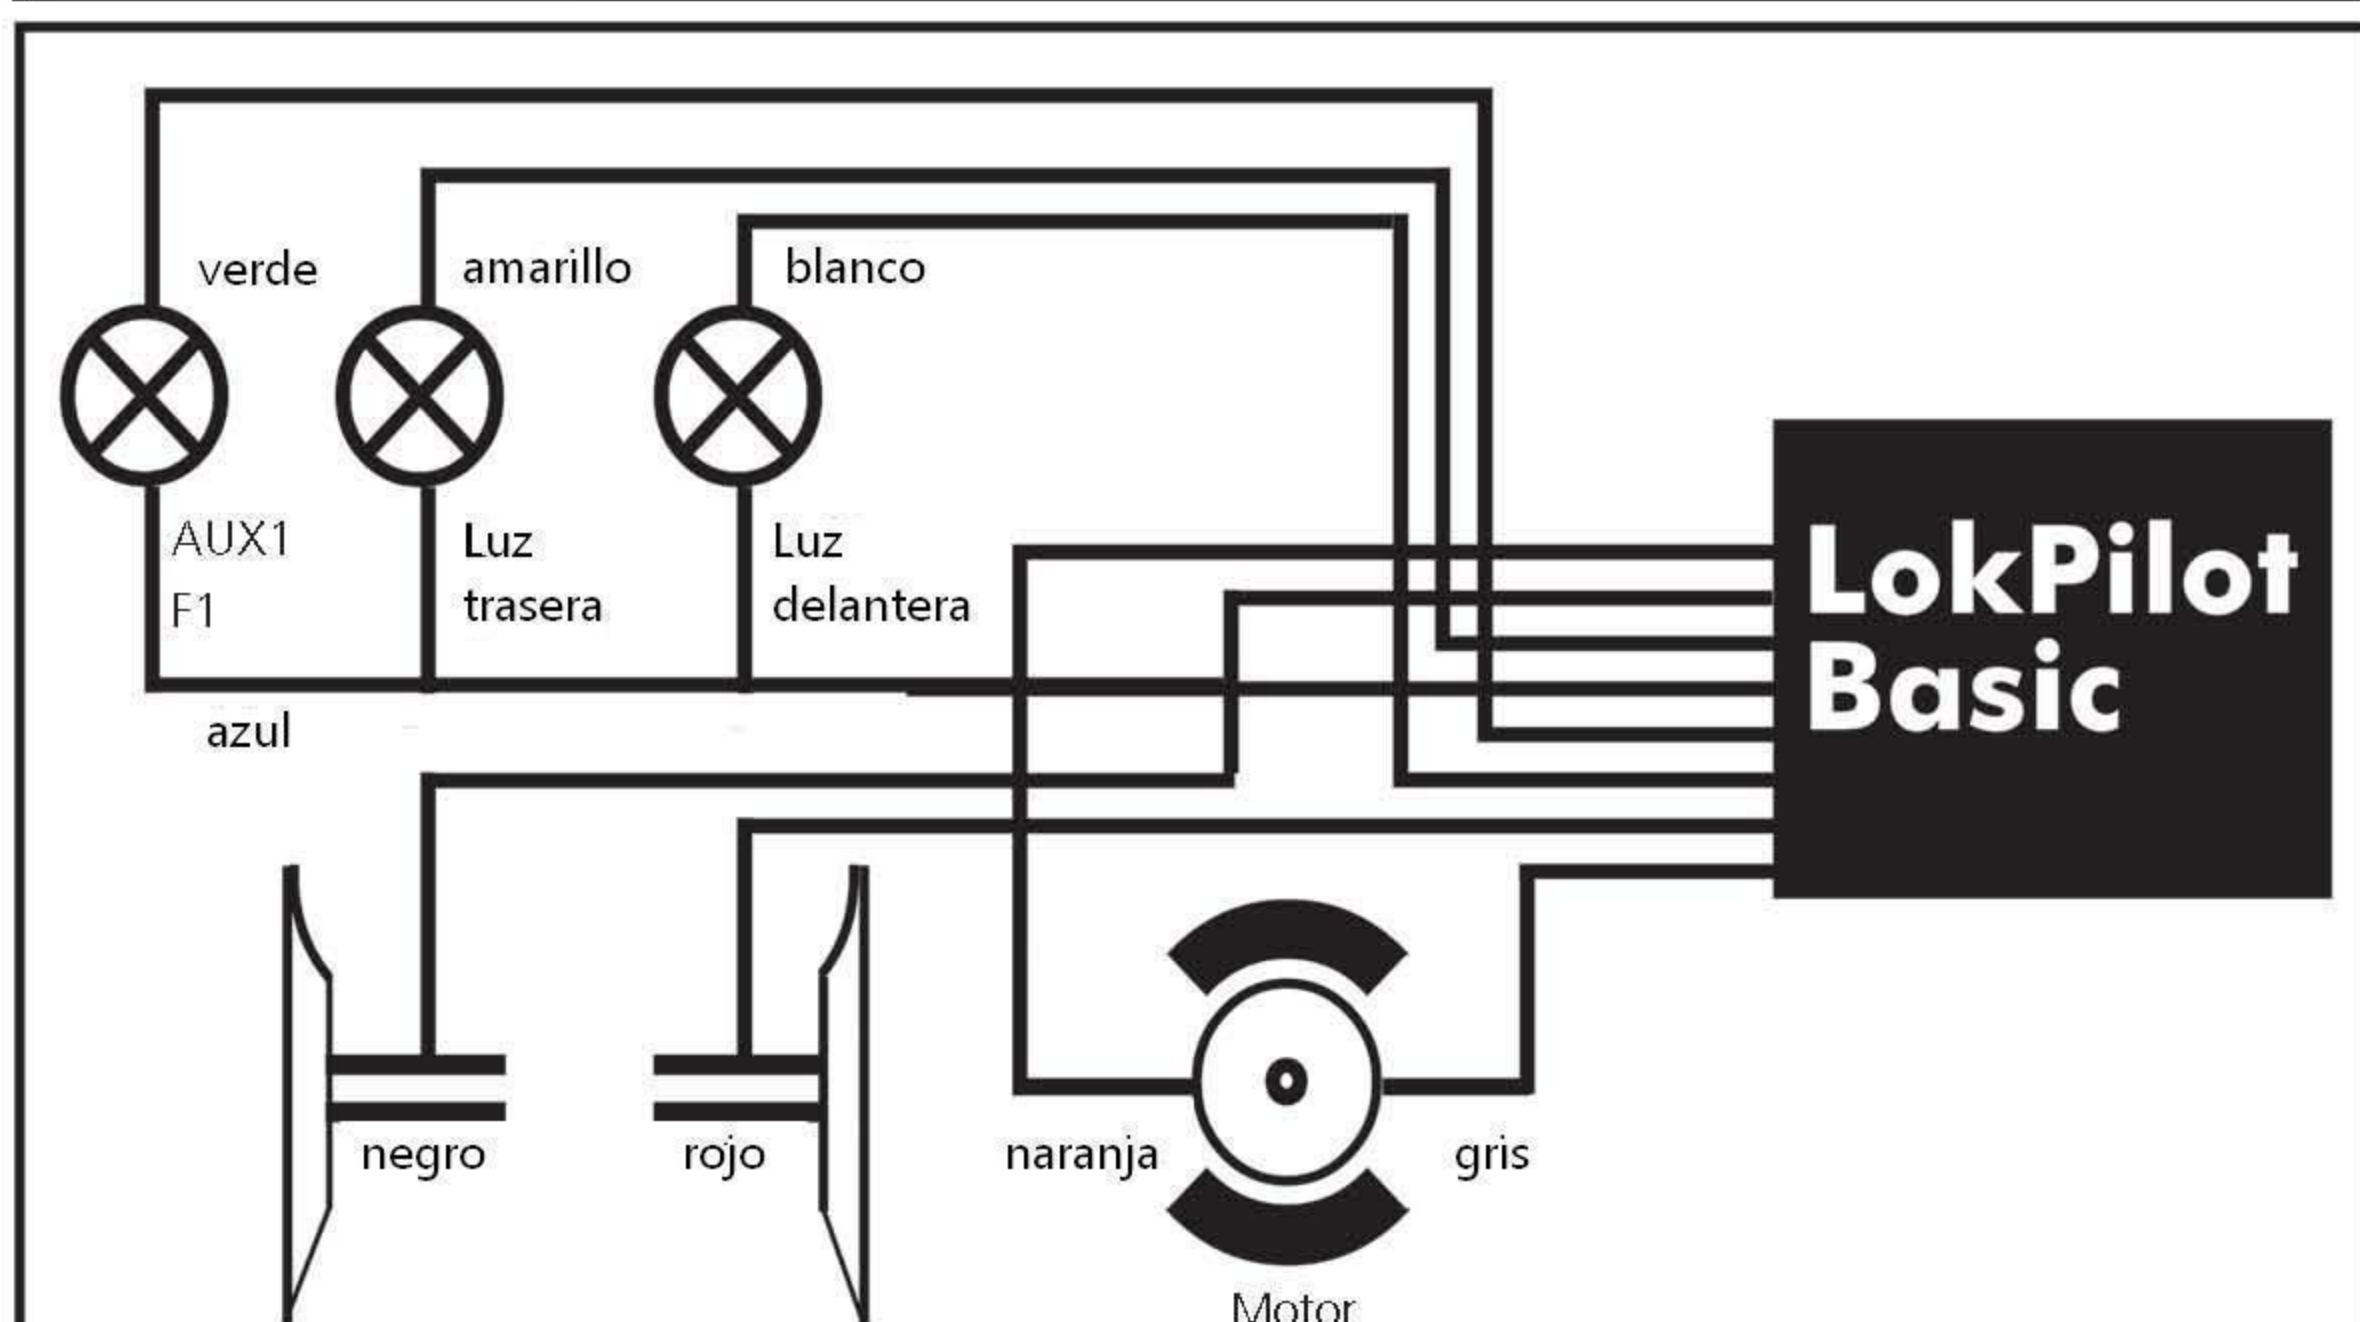 verde
amarillo
blanco
AUX1
F1
Luz
trasera
Luz
delantera
LokPilot
Basic
azul
negro
rojo
naranja
gris
Motor